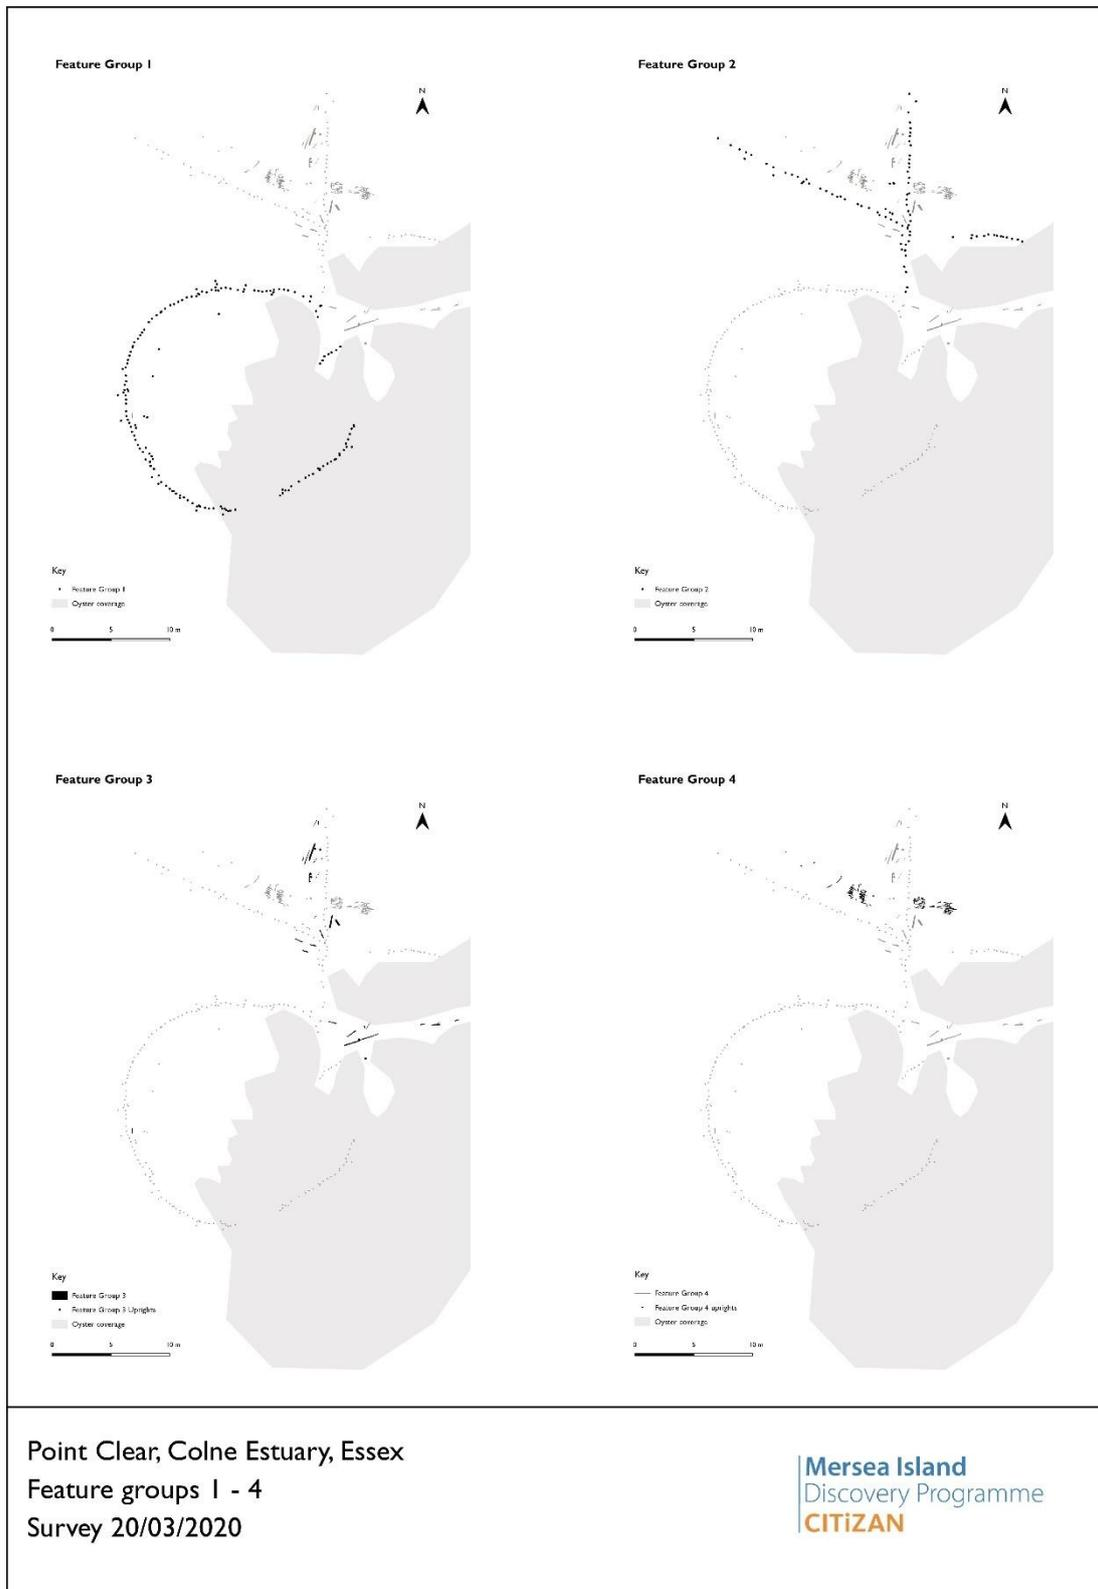 Feature Group 1
N
Key
Feature Group 1
Oyster coverage
0 5 10 m
Feature Group 2
N
Key
Feature Group 2
Oyster coverage
0 5 10 m
Feature Group 3
N
Key
Feature Group 3
Feature Group 3 Uprights
Oyster coverage
0 5 10 m
Feature Group 4
N
Key
Feature Group 4
Feature Group 4 uprights
Oyster coverage
0 5 10 m
Point Clear, Colne Estuary, Essex
Feature groups 1 - 4
Survey 20/03/2020
Mersea Island
Discovery Programme
CITiZAN